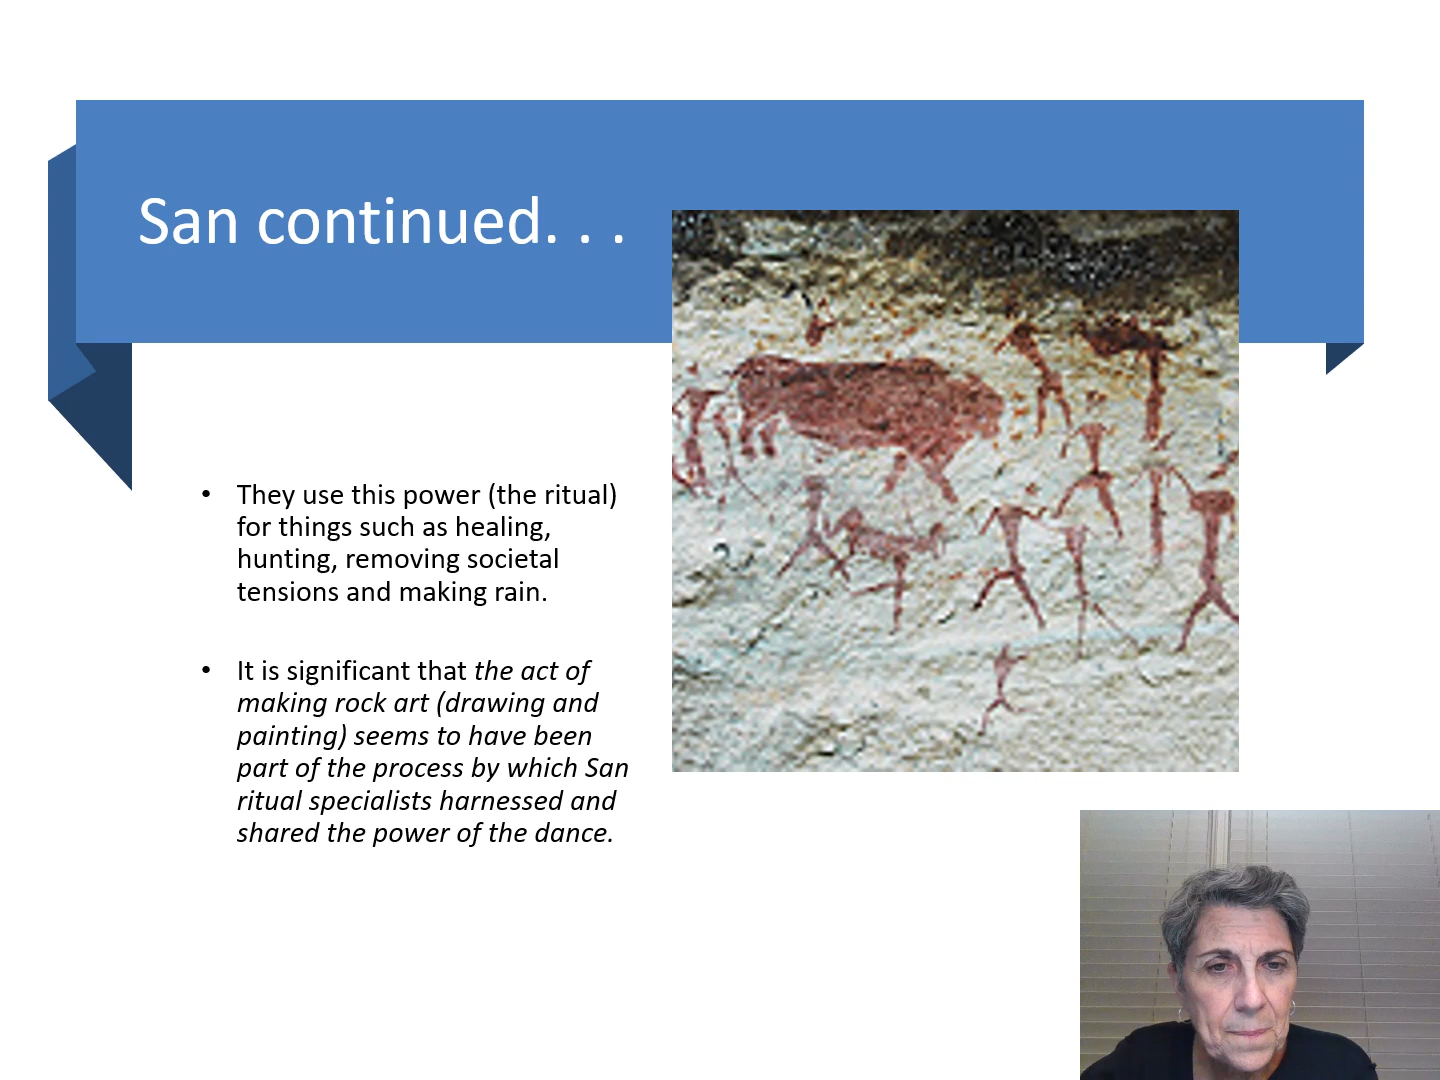 San continued. . .
• They use this power (the ritual)
for things such as healing,
hunting, removing societal
tensions and making rain.
• It is significant that the act of
making rock art (drawing and
painting) seems to have been
part of the process by which San
ritual specialists harnessed and
shared the power of the dance.